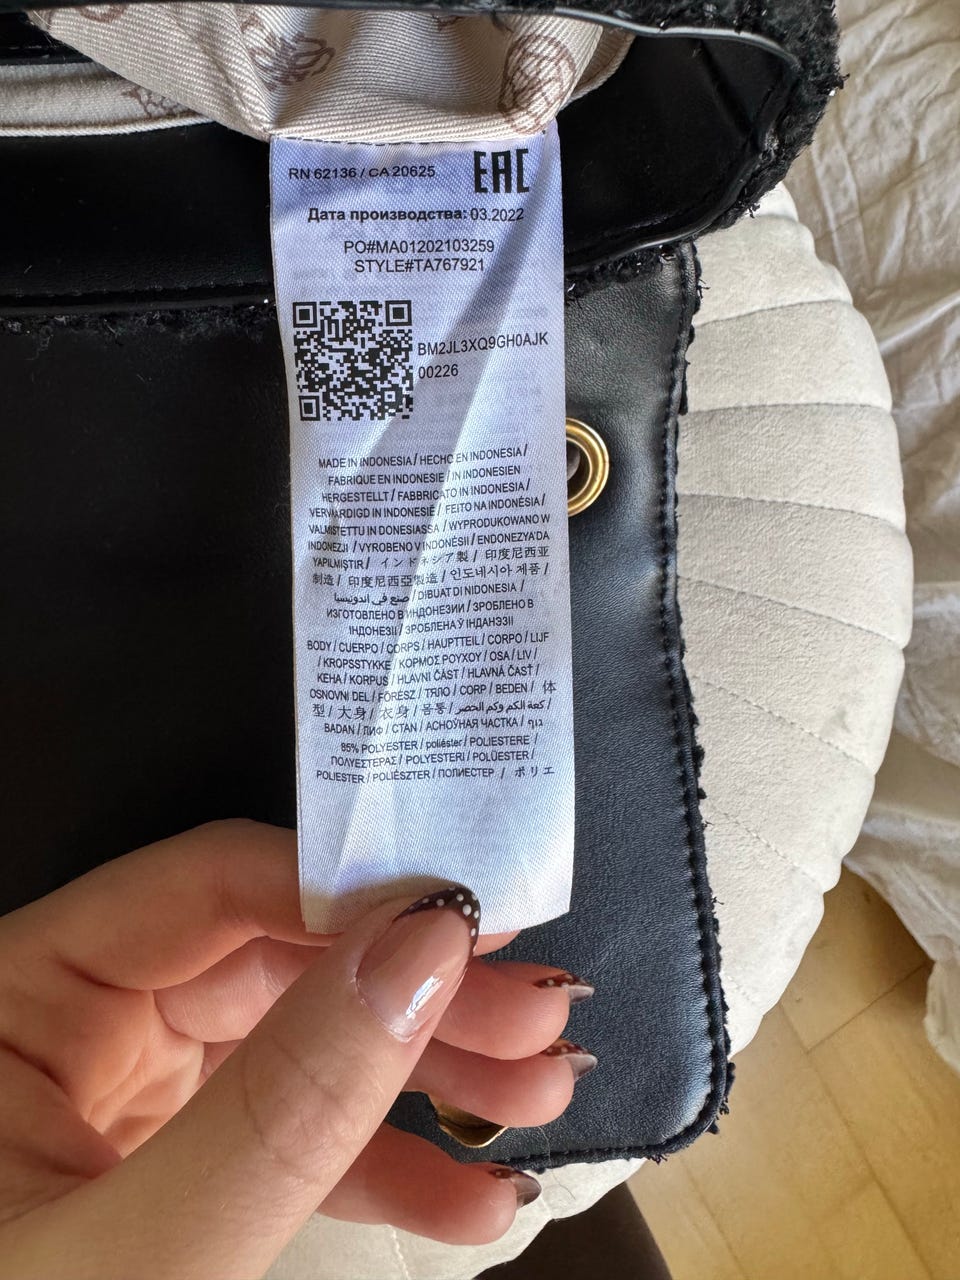 RN 62136 / CA 20625
EAC
Дата производства: 03.2022
PO#MA01202103259
STYLE#TA767921
BM2JL3XQ9GH0AJK
00226
MADE IN INDONESIA / HECHO EN INDONESIA /
FABRIQUE EN INDONESIE / IN INDONESIEN
HERGESTELLT / FABBRICATO IN INDONESIA /
VERVAARDIGD IN INDONESIË / FEITO NA INDONÉSIA /
VALMISTETTU INDONESIASSA / WYPRODUKOWANO W
INDONEZJI / VYROBENO V INDONÉSII / ENDONEZYA'DA
YAPILMIŞTIR / インドネシア製 / 印度尼西亚
制造 / 印度尼西亞製造 / 인도네시아 제품 /
صنع في اندونيسيا / DIBUAT DI NIDONESIA /
ИЗГОТОВЛЕНО В ИНДОНЕЗИИ / ЗРОБЛЕНО В
ІНДОНЕЗІЇ / ЗРОБЛЕНА Ў ІНДАНЭЗІІ
BODY / CUERPO / CORPS / HAUPTTEIL / CORPO / LIJF
/ KROPSSTYKKE / ΚΟΡΜΟΣ ΡΟΥΧΟΥ / OSA / LIV /
KEHA / KORPUS / HLAVNI ČÁST / HLAVNÁ ČASŤ /
OSNOVNI DEL / FŐRÉSZ / ТЯЛО / CORP / BEDEN / 体
型 / 大身 / 衣身 / 몸통 / كعة الكم وكم الخصر /
BADAN / ЛИФ / СТАН / АСНОЎНАЯ ЧАСТКА / גוף
85% POLYESTER / poliéster / POLIESTERE /
ΠΟΛΥΕΣΤΕΡΑΣ / POLYESTERI / POLÜESTER /
POLIESTER / POLIÉSZTER / ПОЛИЕСТЕР / ポリエ